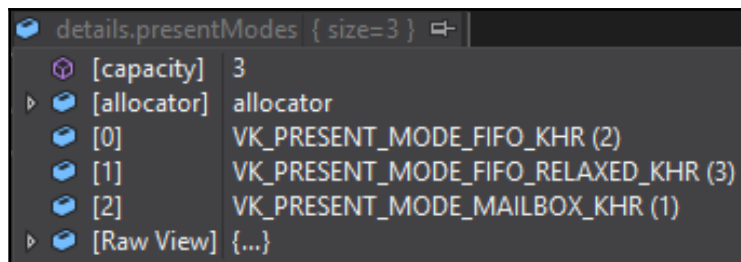 details.presentModes { size=3 }
[capacity] 3
[allocator] allocator
[0] VK_PRESENT_MODE_FIFO_KHR (2)
[1] VK_PRESENT_MODE_FIFO_RELAXED_KHR (3)
[2] VK_PRESENT_MODE_MAILBOX_KHR (1)
[Raw View] {...}